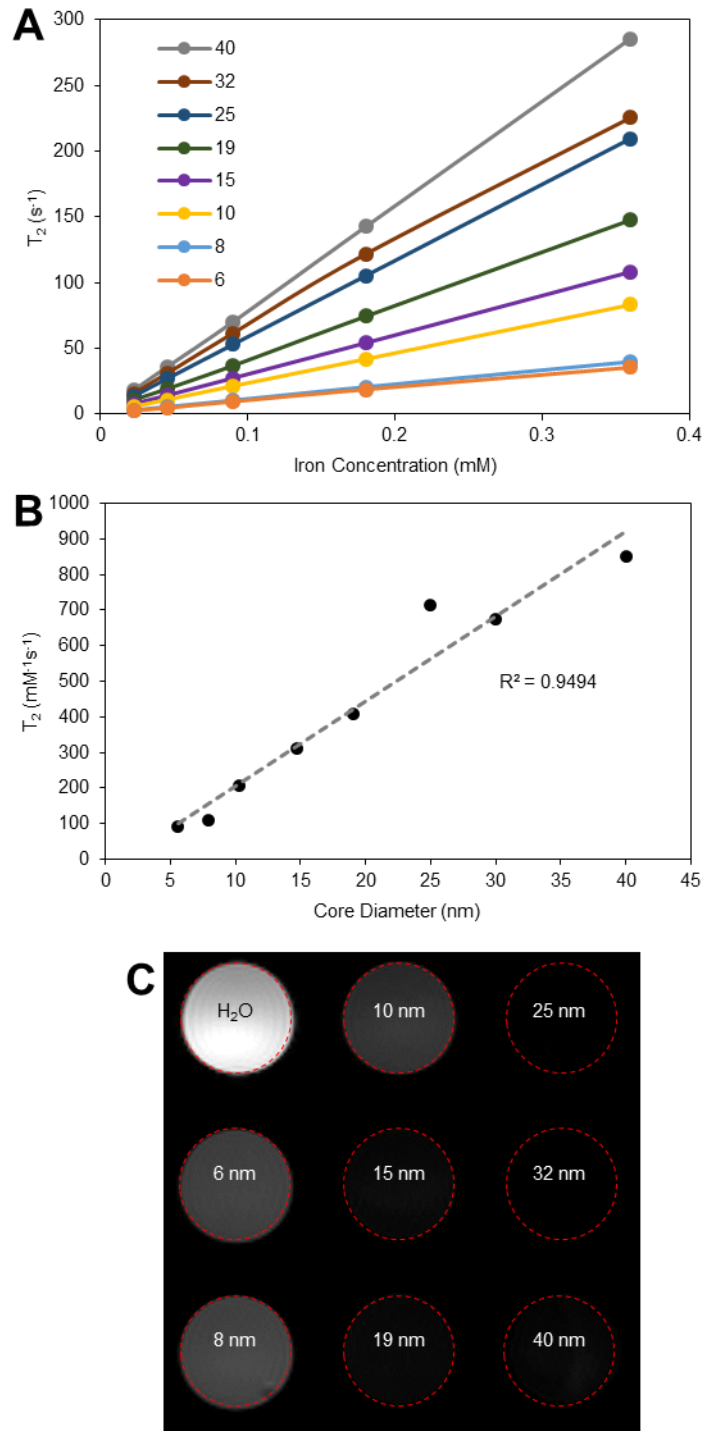 A
300
250
200
150
100
50
0
T₂ (s⁻¹)
40
32
25
19
15
10
8
6
0 0.1 0.2 0.3 0.4
Iron Concentration (mM)
B
1000
900
800
700
600
500
400
300
200
100
0
T₂ (mM⁻¹s⁻¹)
R² = 0.9494
0 5 10 15 20 25 30 35 40 45
Core Diameter (nm)
C
H₂O 10 nm 25 nm
6 nm 15 nm 32 nm
8 nm 19 nm 40 nm